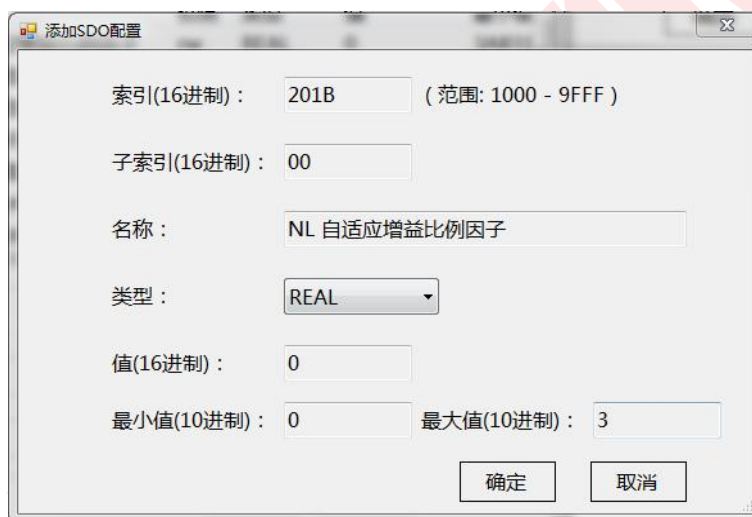 添加SDO配置
索引(16进制)： 201B （范围: 1000 - 9FFF）
子索引(16进制)： 00
名称： NL 自适应增益比例因子
类型： REAL
值(16进制)： 0
最小值(10进制)： 0 最大值(10进制)： 3
确定 取消